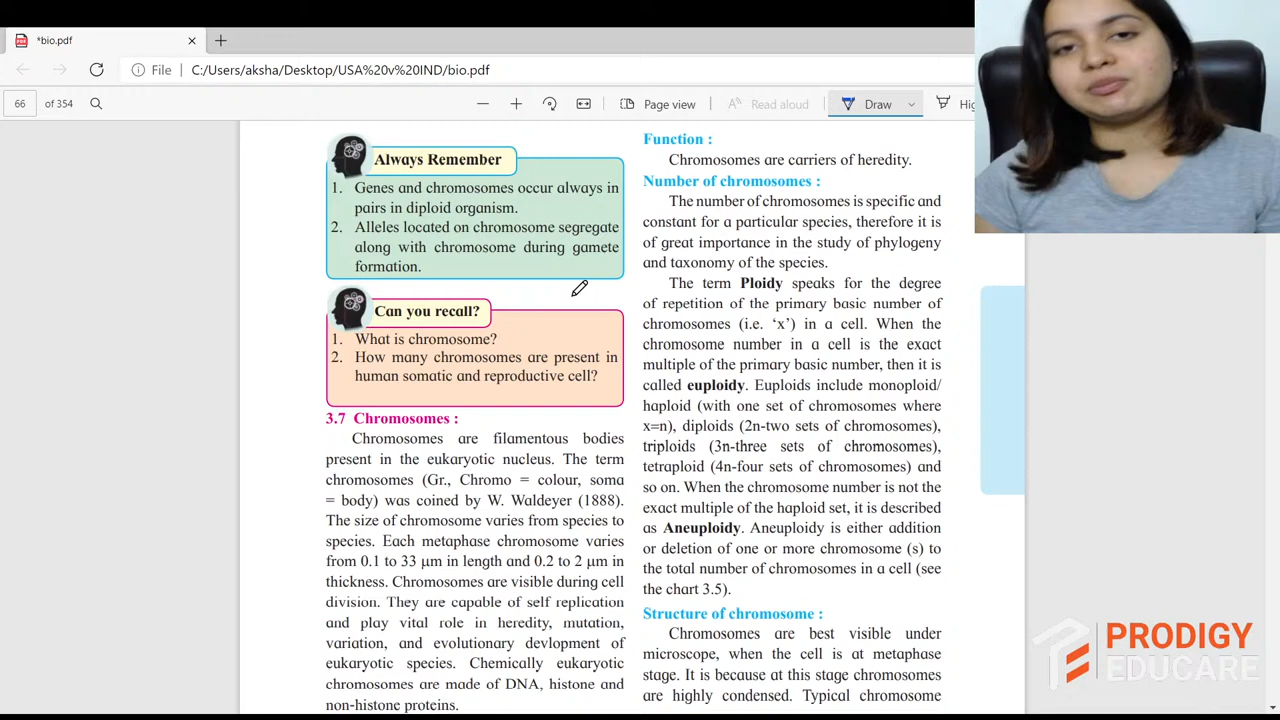 *bio.pdf
File
C:/Users/aksha/Desktop/USA%20v%20IND/bio.pdf
66
of 354
Page view
Read aloud
Draw
Always Remember
1. Genes and chromosomes occur always in
pairs in diploid organism.
2. Alleles located on chromosome segregate
along with chromosome during gamete
formation.
Can you recall?
1. What is chromosome?
2. How many chromosomes are present in
human somatic and reproductive cell?
3.7 Chromosomes :
Chromosomes are filamentous bodies
present in the eukaryotic nucleus. The term
chromosomes (Gr., Chromo = colour, soma
= body) was coined by W. Waldeyer (1888).
The size of chromosome varies from species to
species. Each metaphase chromosome varies
from 0.1 to 33 μm in length and 0.2 to 2 μm in
thickness. Chromosomes are visible during cell
division. They are capable of self replication
and play vital role in heredity, mutation,
variation, and evolutionary devlopment of
eukaryotic species. Chemically eukaryotic
chromosomes are made of DNA, histone and
non-histone proteins.
Function :
Chromosomes are carriers of heredity.
Number of chromosomes :
The number of chromosomes is specific and
constant for a particular species, therefore it is
of great importance in the study of phylogeny
and taxonomy of the species.
The term Ploidy speaks for the degree
of repetition of the primary basic number of
chromosomes (i.e. ‘x’) in a cell. When the
chromosome number in a cell is the exact
multiple of the primary basic number, then it is
called euploidy. Euploids include monoploid/
haploid (with one set of chromosomes where
x=n), diploids (2n-two sets of chromosomes),
triploids (3n-three sets of chromosomes),
tetraploid (4n-four sets of chromosomes) and
so on. When the chromosome number is not the
exact multiple of the haploid set, it is described
as Aneuploidy. Aneuploidy is either addition
or deletion of one or more chromosome (s) to
the total number of chromosomes in a cell (see
the chart 3.5).
Structure of chromosome :
Chromosomes are best visible under
microscope, when the cell is at metaphase
stage. It is because at this stage chromosomes
are highly condensed. Typical chromosome
PRODIGY
EDUCARE